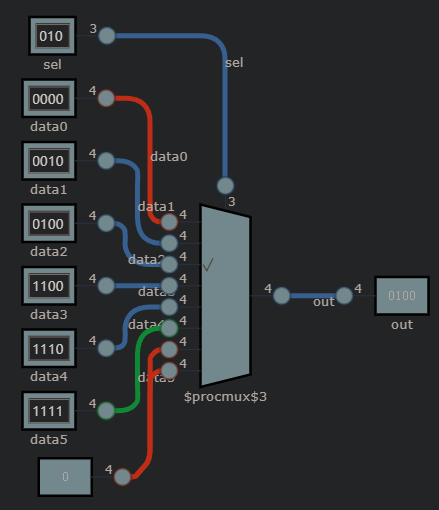 010
3
sel
sel
0000
4
data0
data0
0010
4
data1
data1
3
0100
4
data2
data2
4
4
4
1100
4
data3
data3
4
1110
4
data4
data4
4
1111
4
data5
data5
4
4
4
4
4
out
0100
out
$procmux$3
0
4